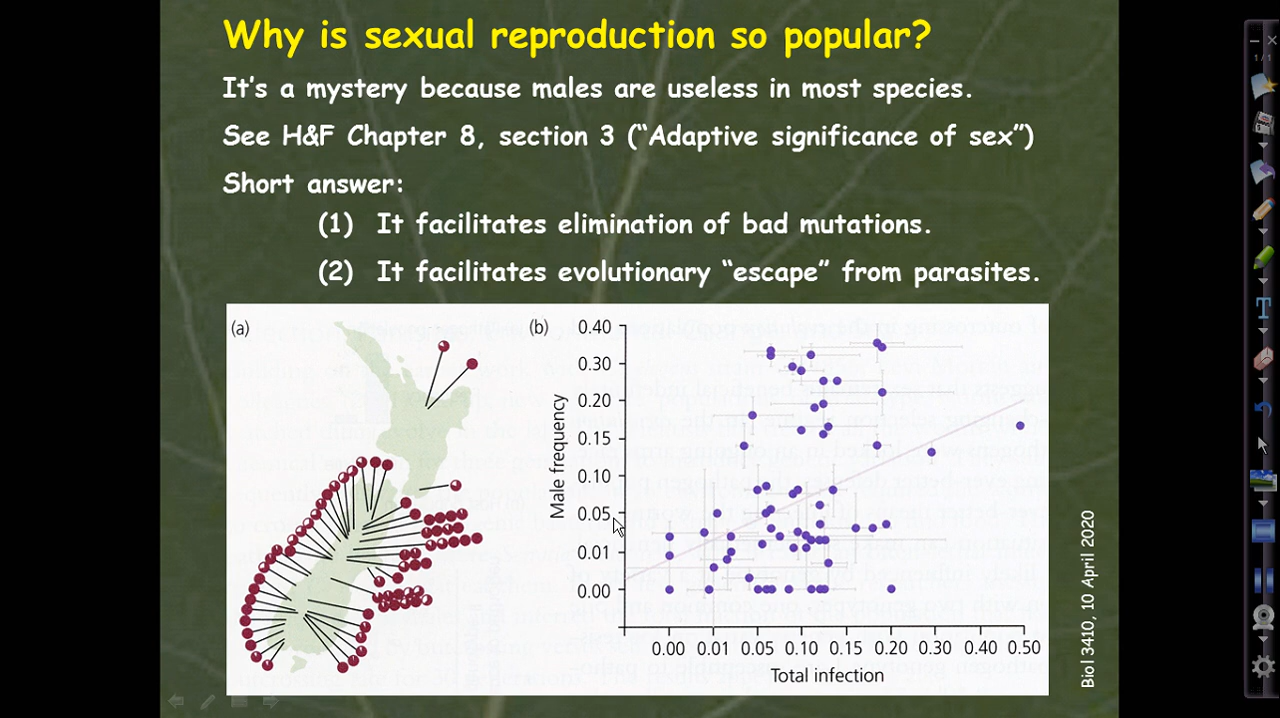 Why is sexual reproduction so popular?
It's a mystery because males are useless in most species.
See H&F Chapter 8, section 3 ("Adaptive significance of sex")
Short answer:
(1) It facilitates elimination of bad mutations.
(2) It facilitates evolutionary "escape" from parasites.
(a)
(b)
Male frequency
0.40
0.30
0.20
0.15
0.10
0.05
0.01
0.00
0.00 0.01 0.05 0.10 0.15 0.20 0.30 0.40 0.50
Total infection
Biol 3410, 10 April 2020
1/1